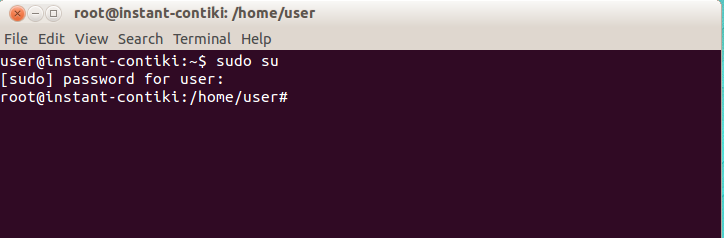 root@instant-contiki: /home/user
File Edit View Search Terminal Help
user@instant-contiki:~$ sudo su
[sudo] password for user:
root@instant-contiki:/home/user#